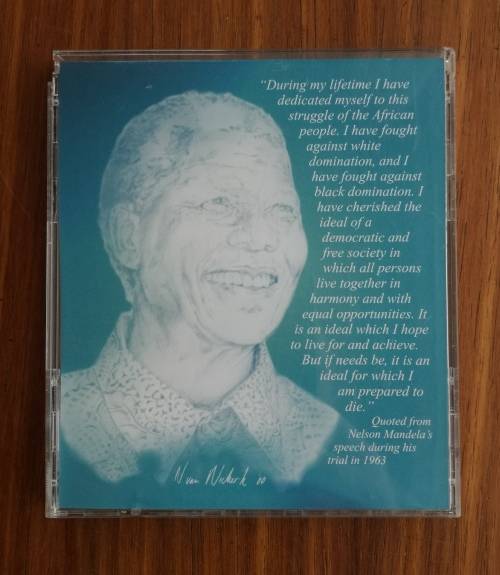 “During my lifetime I have
dedicated myself to this
struggle of the African
people. I have fought
against white
domination, and I
have fought against
black domination. I
have cherished the
ideal of a
democratic and
free society in
which all persons
live together in
harmony and with
equal opportunities. It
is an ideal which I hope
to live for and achieve.
But if needs be, it is an
ideal for which I
am prepared to
die.”
Quoted from
Nelson Mandela's
speech during his
trial in 1963
N van Niekerk '00